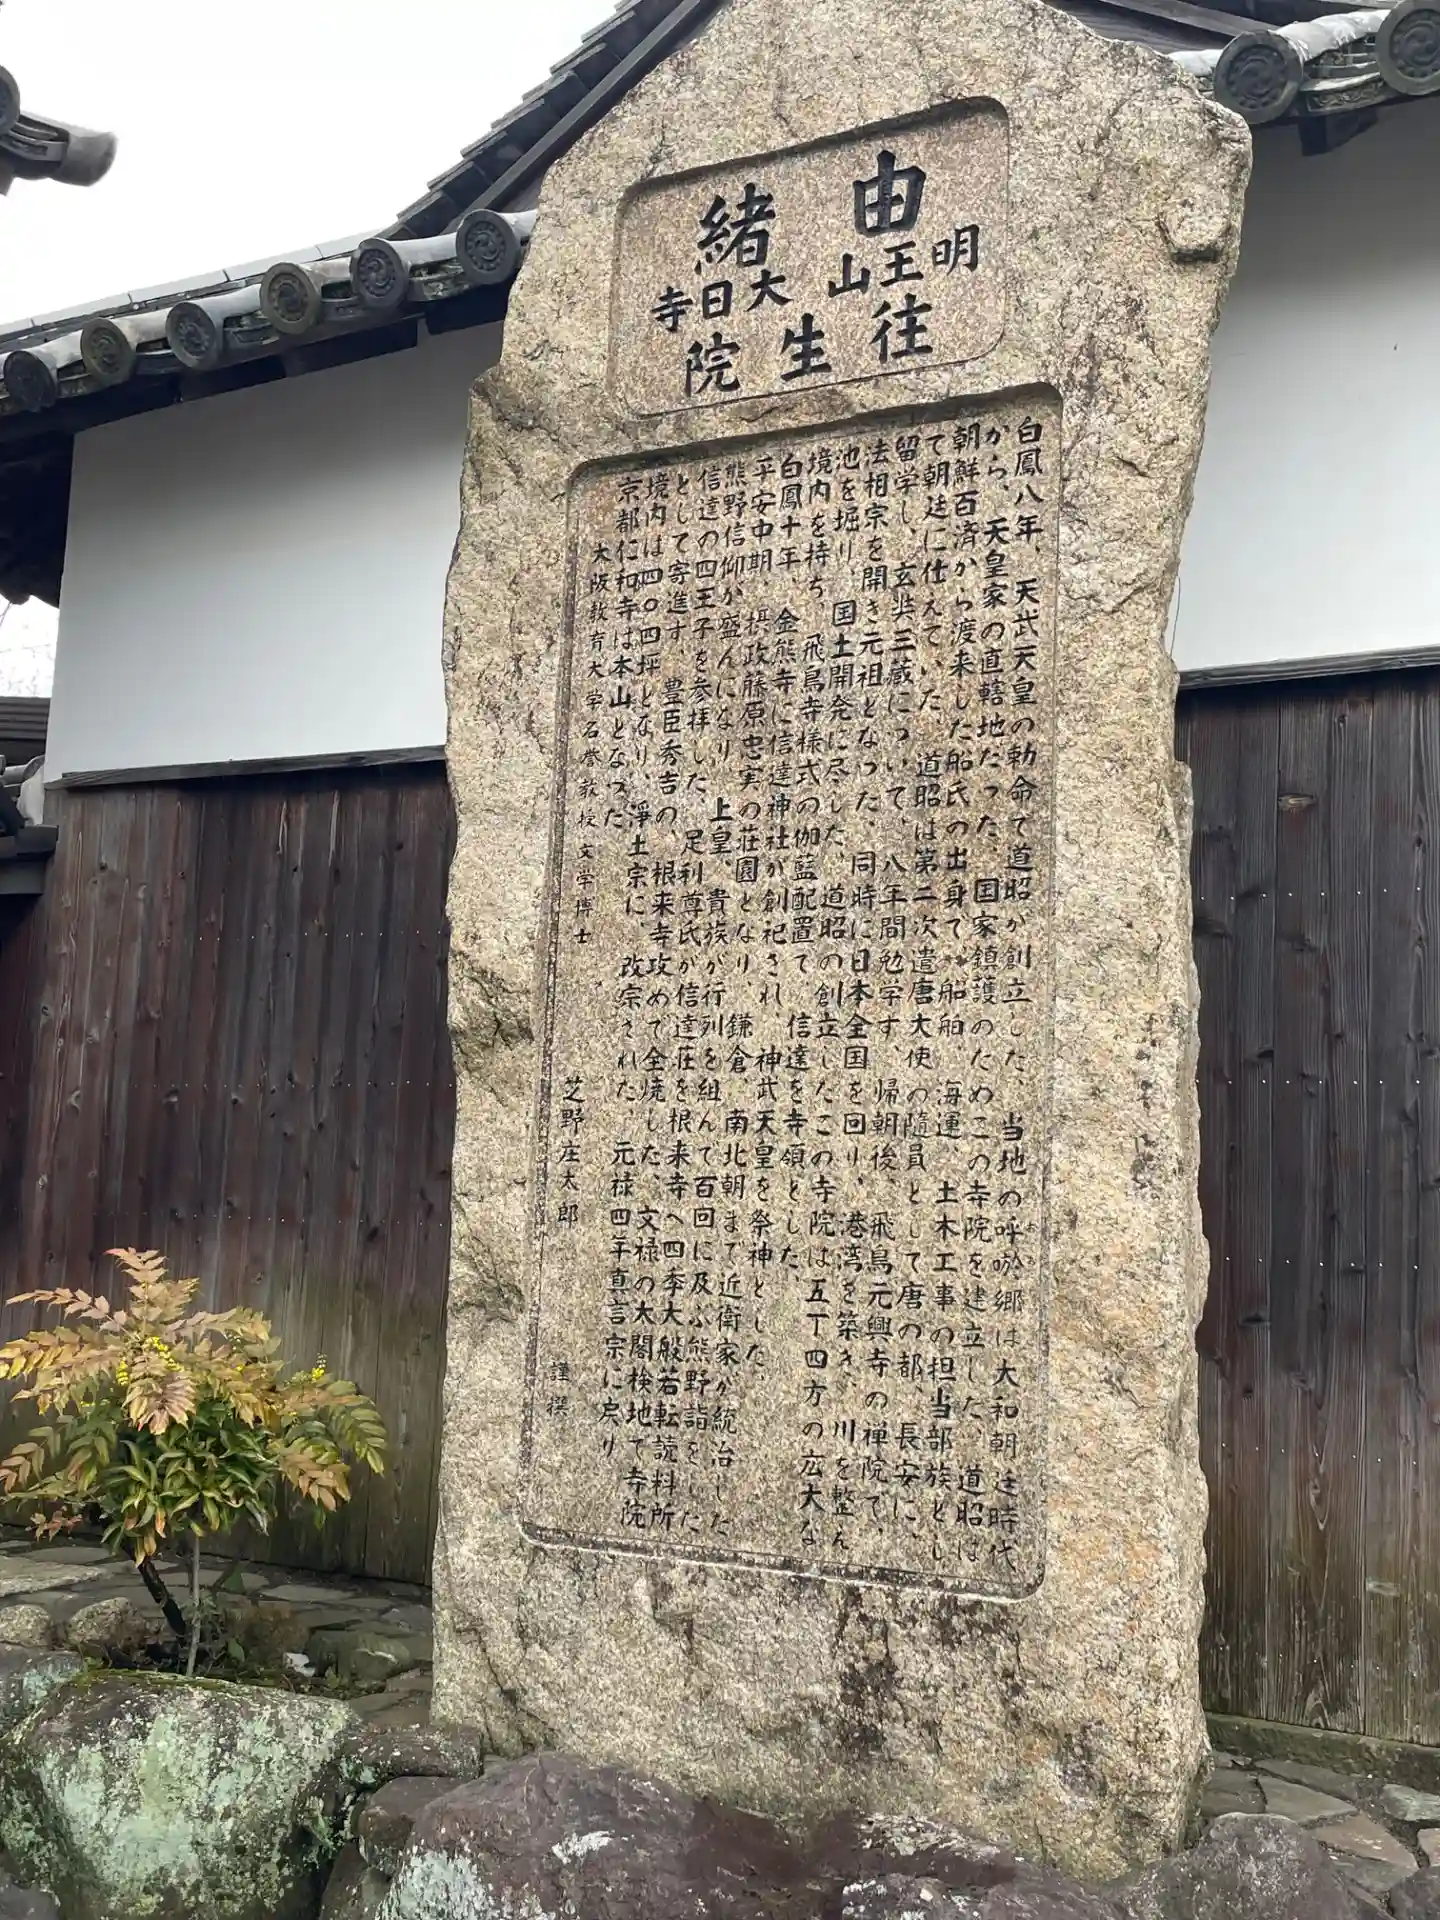 由緒
明王山大日寺
往生院
白鳳八年、天武天皇の勅命で道昭が創立した、当地の呼唹郷は大和朝廷時代
から、天皇家の直轄地だった、国家鎮護のためこの寺院を建立した、道昭は
朝鮮百済から渡来した船氏の出身で、船舶、海運、土木工事の担当部族とし
て朝廷に仕えていた、道昭は第二次遣唐大使の随員として唐の都、長安に、
留学し、玄奘三蔵について、八年間勉学す、帰朝後、飛鳥元興寺の禅院で、
法相宗を開き元祖となった、同時に日本全国を回り、港湾を築き、川を整え
池を堀り、国土開発に尽した、道昭の創立したこの寺院は五丁四方の広大な
境内を持ち、飛鳥寺様式の伽藍配置で、信達を寺領とした、
白鳳十年、金熊寺に信達神社が創祀され、神武天皇を祭神とした、
平安中期、摂政藤原忠実の荘園となり、鎌倉、南北朝まで近衛家が統治した
熊野信仰が盛んになり、上皇、貴族が行列を組んで百回に及ぶ熊野詣をした
信達の四王子を参拝した、足利尊氏が信達荘を根来寺へ四季大般若転読料所
として寄進す、豊臣秀吉の、根来寺攻めで全焼した、文禄の太閤検地で寺院
境内は四〇四坪となり、浄土宗に、改宗された、元禄四年真言宗に戻り
京都仁和寺は本山となった
大阪教育大学名誉教授 文学博士 芝野庄太郎 謹撰